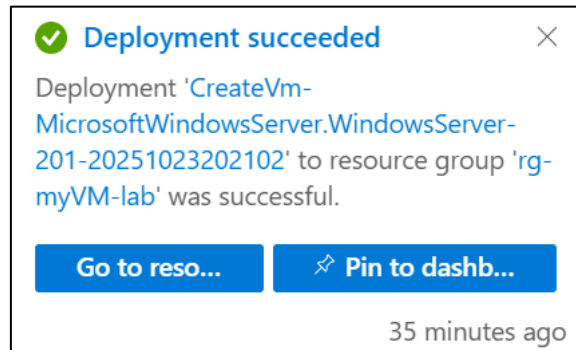 Deployment succeeded
Deployment 'CreateVm-
MicrosoftWindowsServer.WindowsServer-
201-20251023202102' to resource group 'rg-
myVM-lab' was successful.
Go to reso...
Pin to dashb...
35 minutes ago